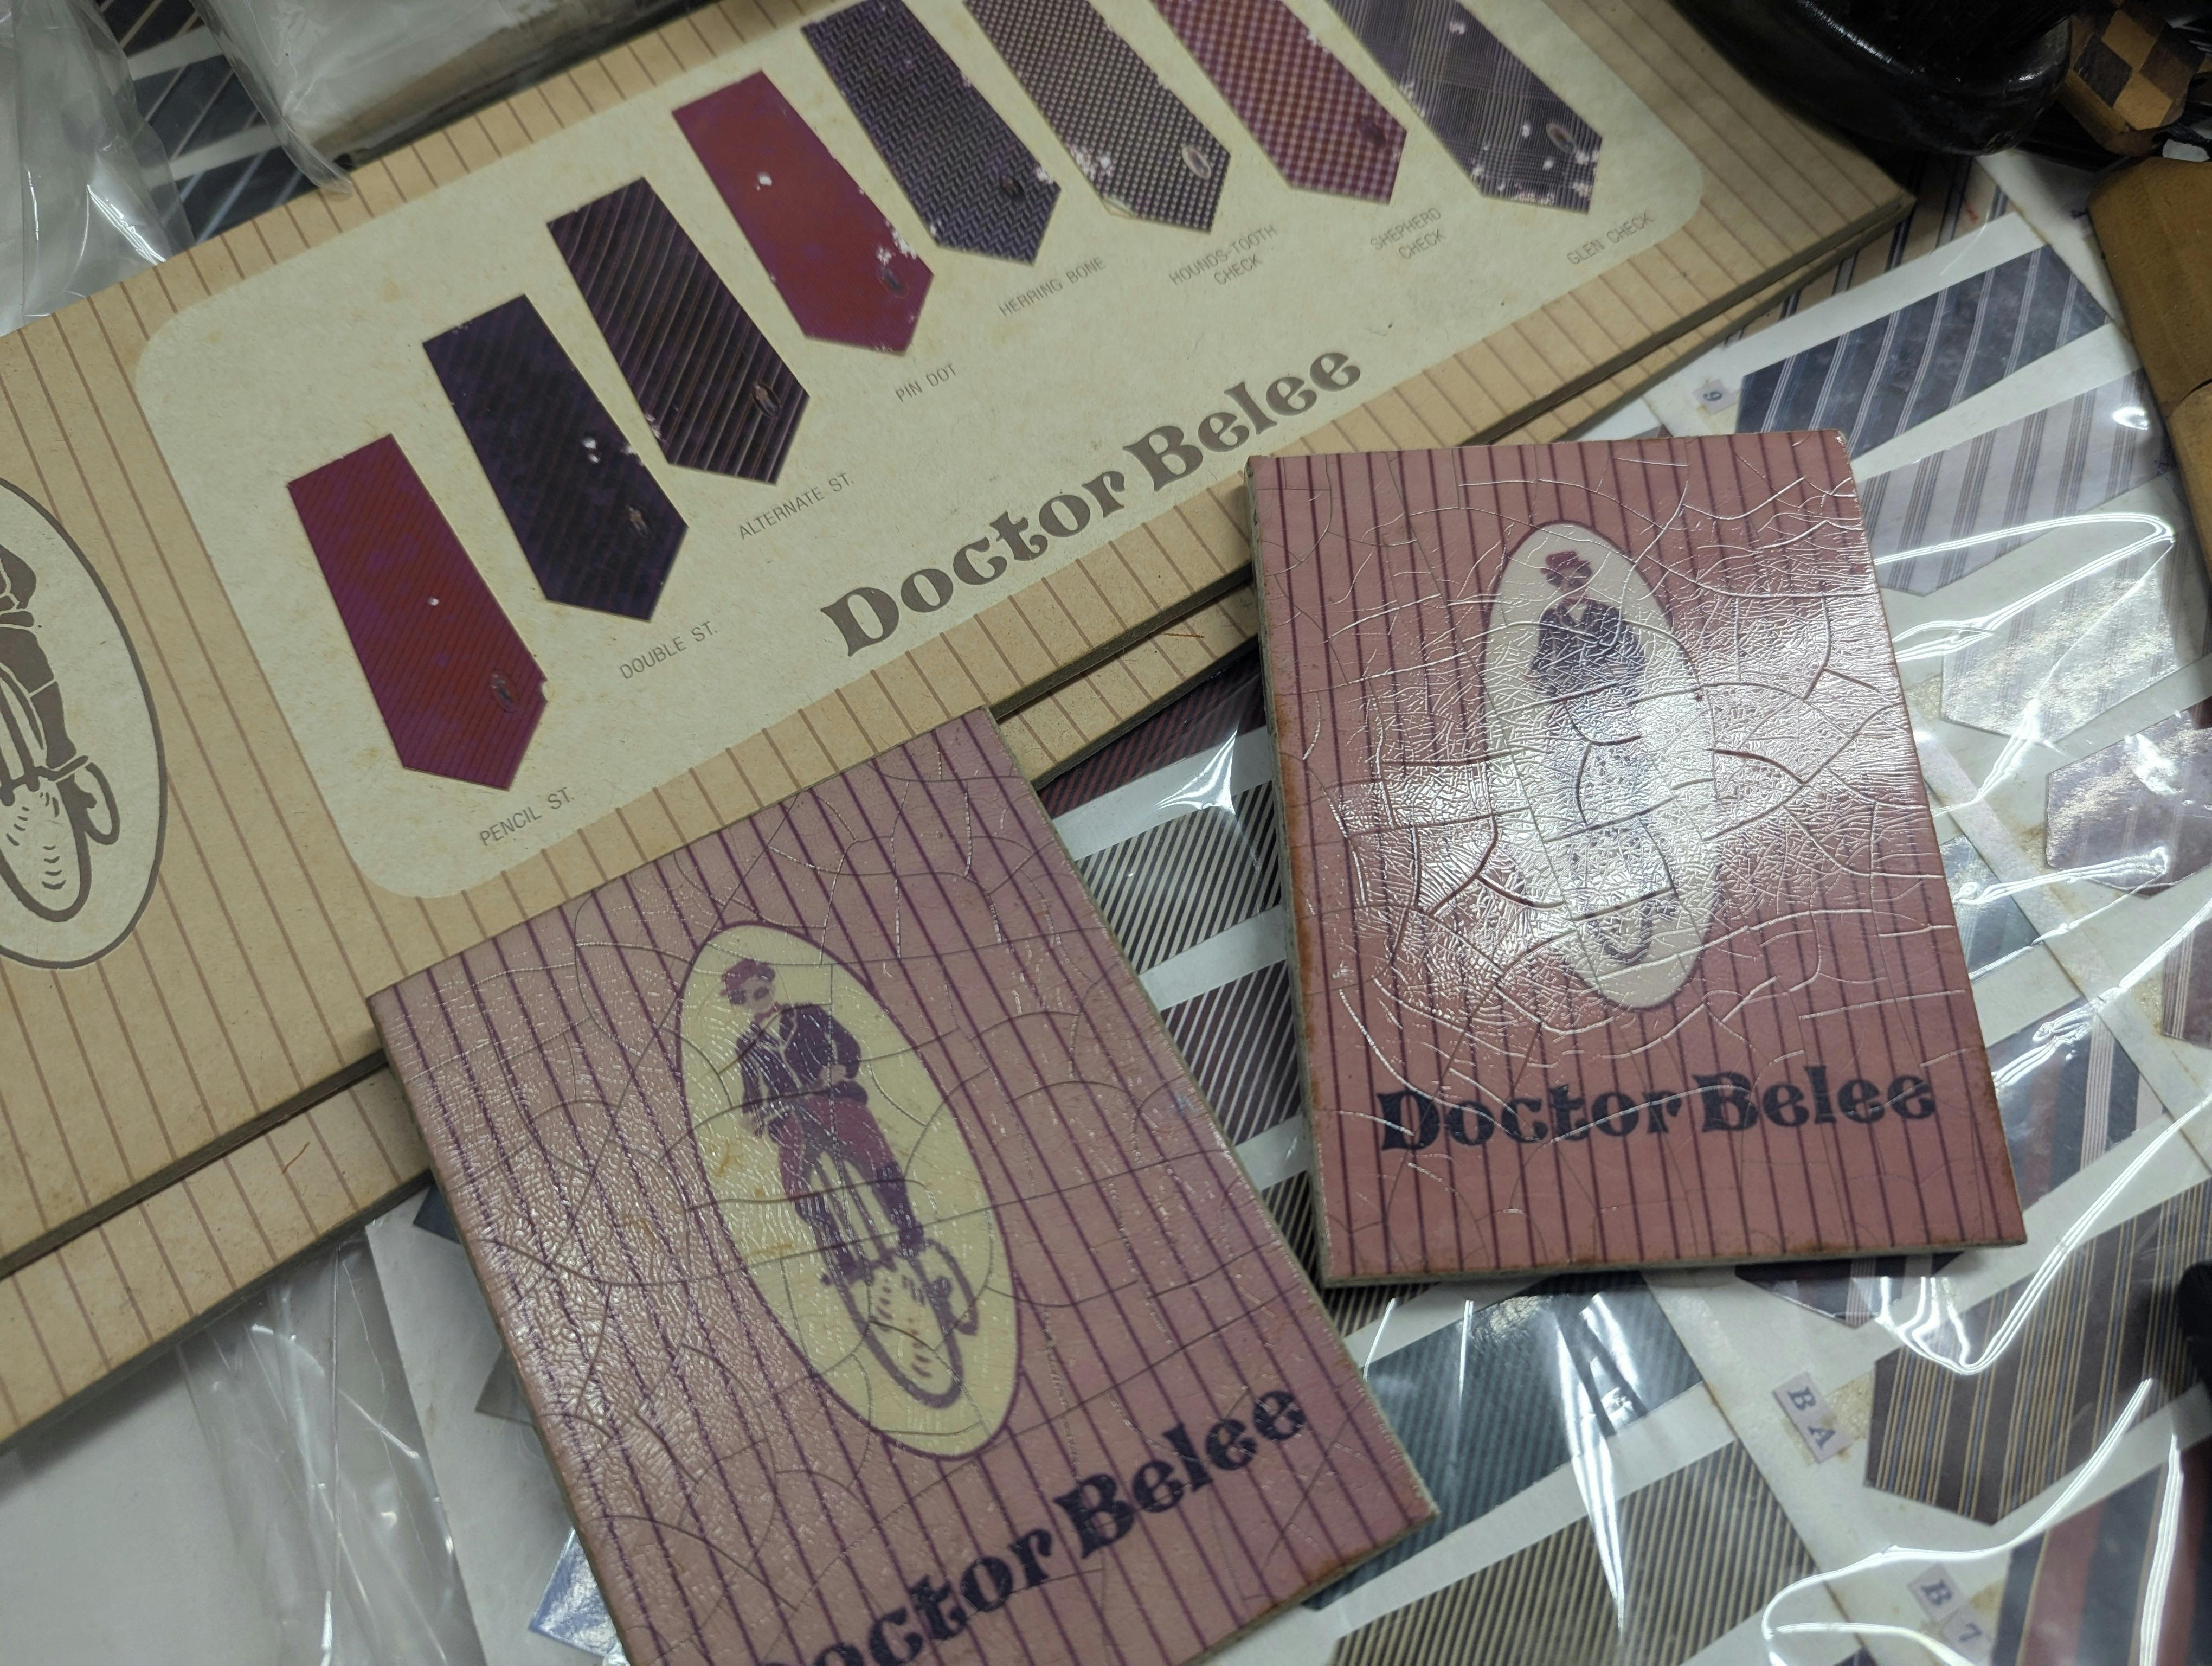 HERRING BONE
HOUNDS-TOOTH
CHECK
SHEPHERD
CHECK
GLEN CHECK
PIN DOT
ALTERNATE ST.
DOUBLE ST.
PENCIL ST.
Doctor Belee
9
Doctor Belee
Doctor Belee
B A
B 7